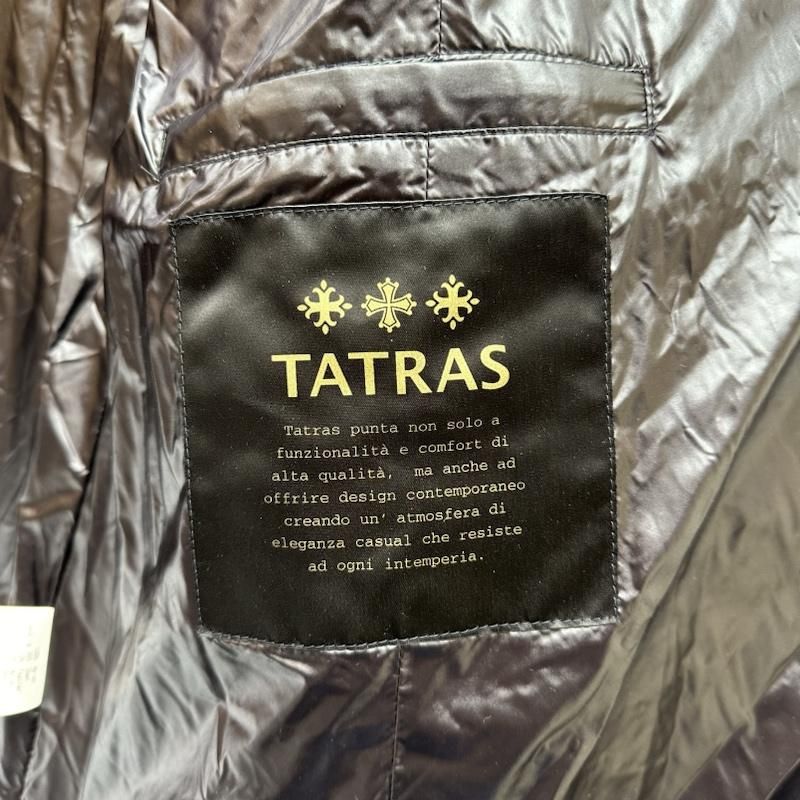 TATRAS
Tatras punta non solo a
funzionalità e comfort di
alta qualità, ma anche ad
offrire design contemporaneo
creando un' atmosfera di
eleganza casual che resiste
ad ogni intemperia.